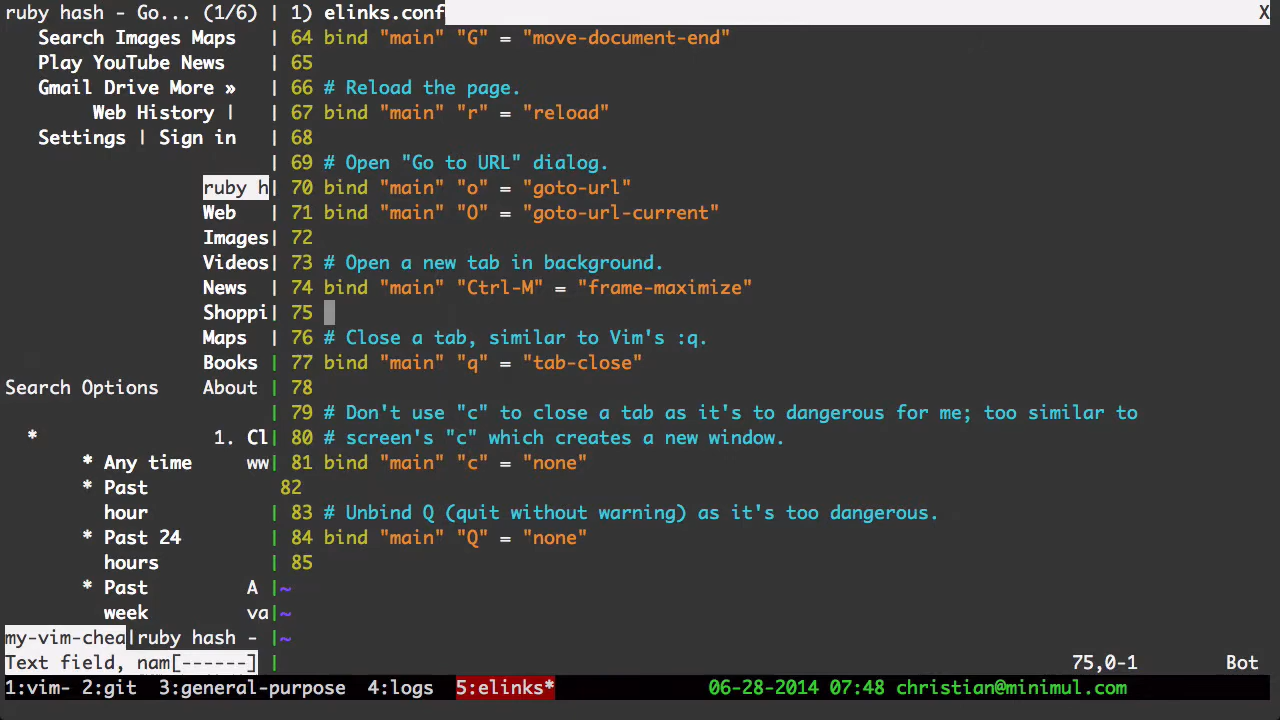 ruby hash - Go... (1/6) | 1) elinks.conf X
Search Images Maps | 64 bind "main" "G" = "move-document-end"
Play YouTube News | 65
Gmail Drive More » | 66 # Reload the page.
Web History | | 67 bind "main" "r" = "reload"
Settings | Sign in | 68
| 69 # Open "Go to URL" dialog.
ruby h| 70 bind "main" "o" = "goto-url"
Web | 71 bind "main" "O" = "goto-url-current"
Images| 72
Videos| 73 # Open a new tab in background.
News | 74 bind "main" "Ctrl-M" = "frame-maximize"
Shoppi| 75
Maps | 76 # Close a tab, similar to Vim's :q.
Books | 77 bind "main" "q" = "tab-close"
Search Options About | 78
| 79 # Don't use "c" to close a tab as it's to dangerous for me; too similar to
* 1. Cl| 80 # screen's "c" which creates a new window.
* Any time ww| 81 bind "main" "c" = "none"
* Past 82
hour | 83 # Unbind Q (quit without warning) as it's too dangerous.
* Past 24 | 84 bind "main" "Q" = "none"
hours | 85
* Past A |~
week va|~
my-vim-chea|ruby hash - |~
Text field, nam[------] | 75,0-1 Bot
1:vim- 2:git 3:general-purpose 4:logs 5:elinks* 06-28-2014 07:48 christian@minimul.com